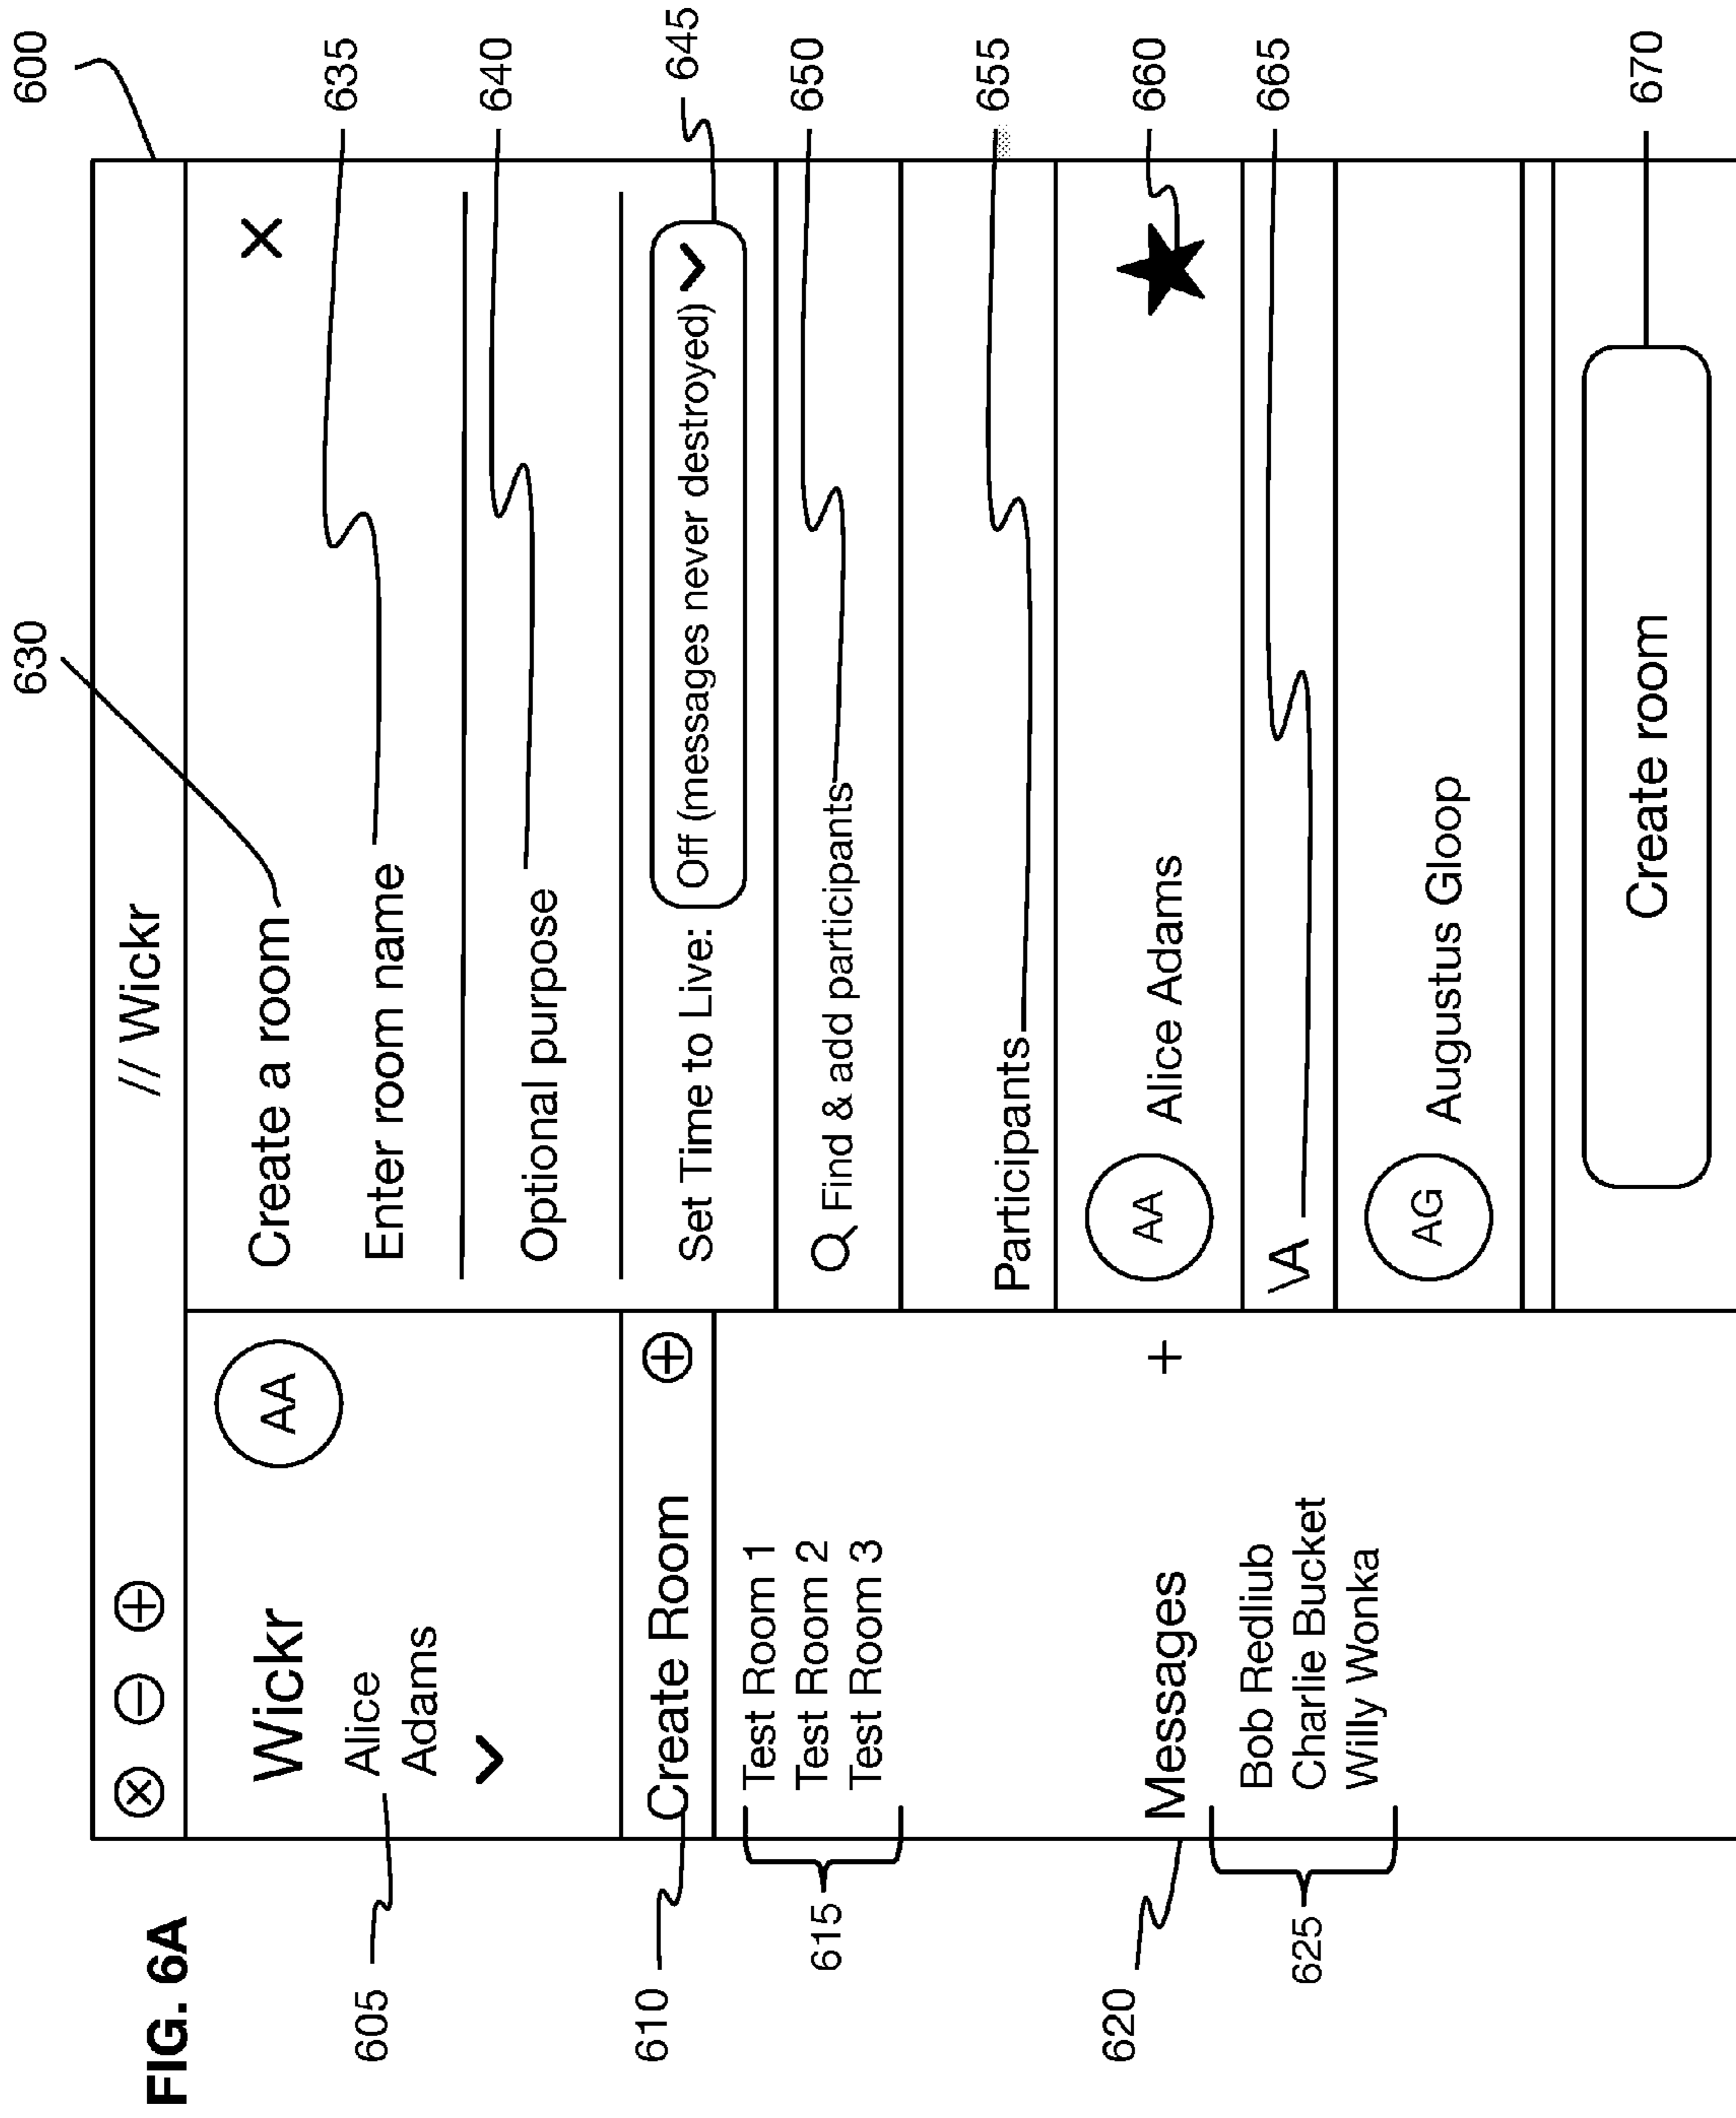 FIG. 6A
600
630
// Wickr
Wickr
AA
Alice
Adams
605
Create Room
610
Test Room 1
Test Room 2
Test Room 3
615
Messages
+
620
Bob Redliub
Charlie Bucket
Willy Wonka
625
Create a room
X
Enter room name
635
Optional purpose
640
Set Time to Live: Off (messages never destroyed)
645
Find & add participants
650
Participants
655
AA Alice Adams
660
\A
665
AG Augustus Gloop
Create room
670